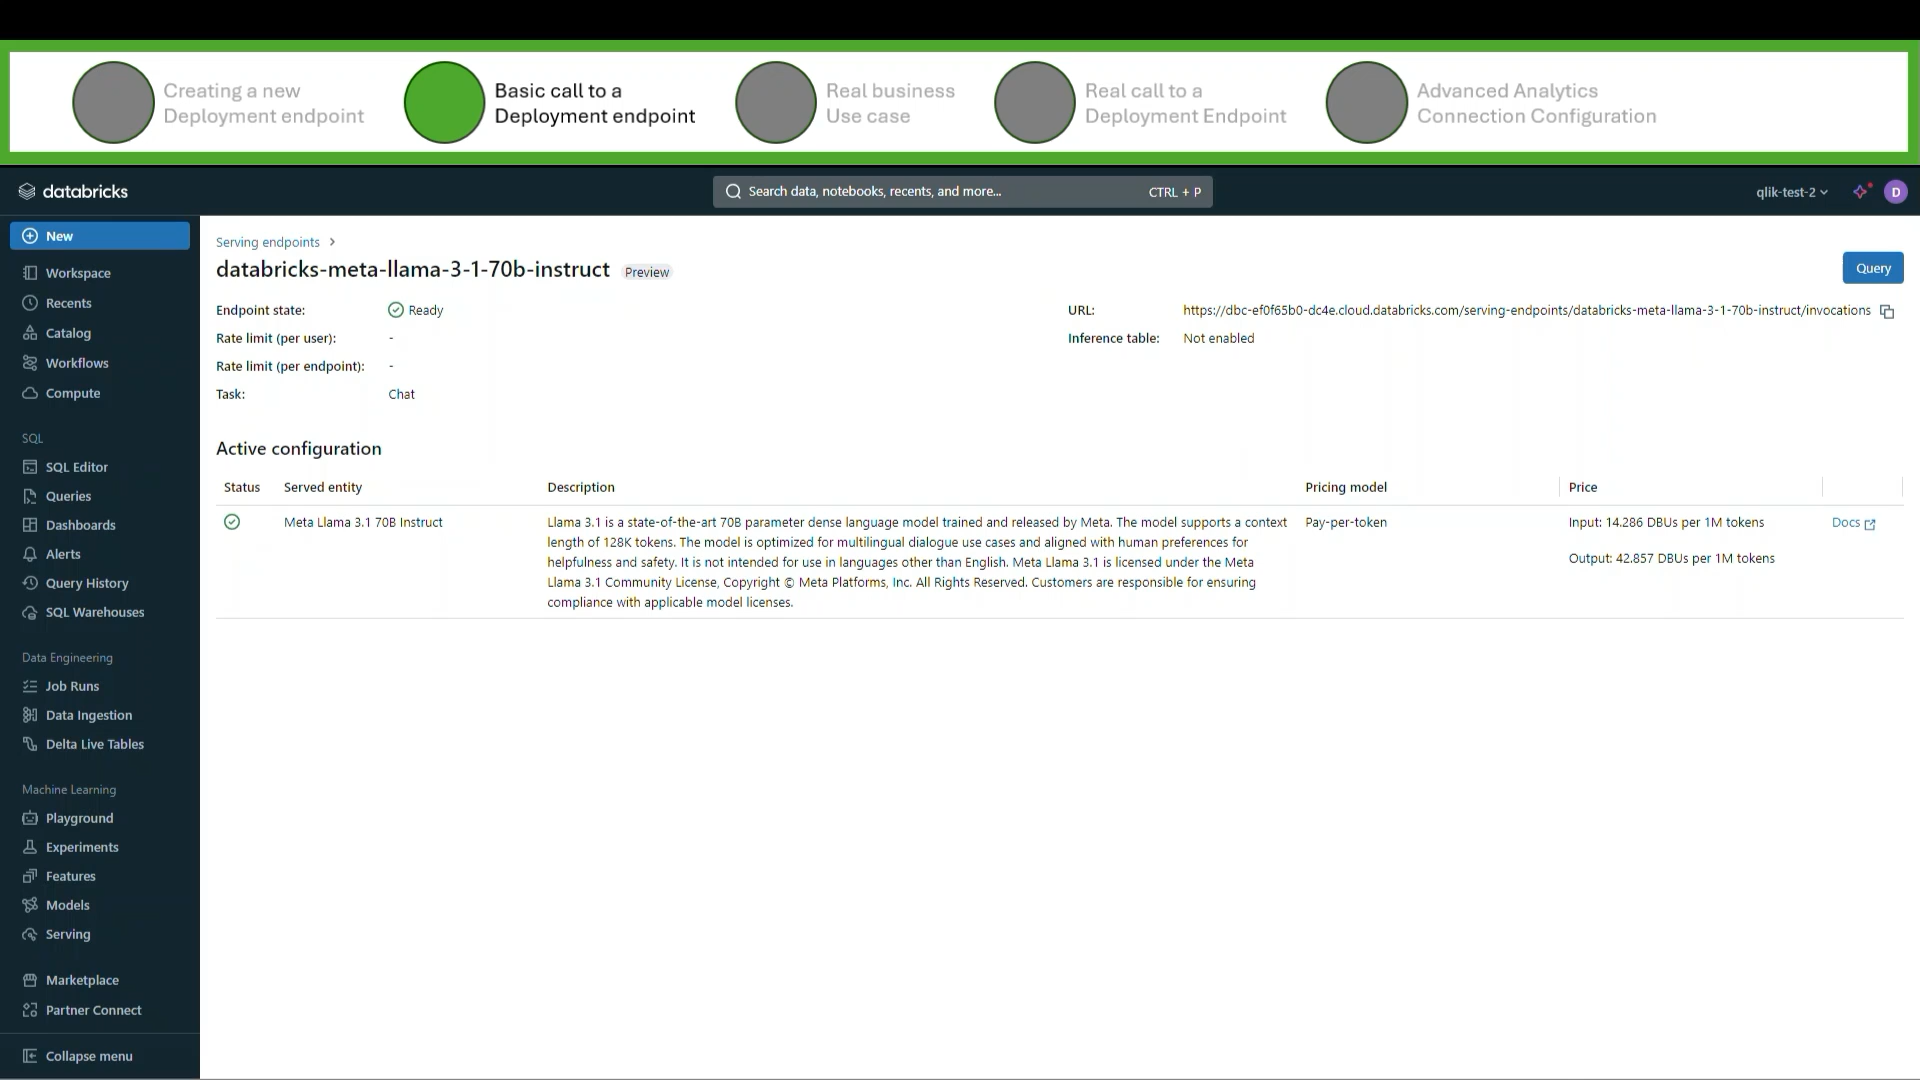 Creating a new
Deployment endpoint
Basic call to a
Deployment endpoint
Real business
Use case
Real call to a
Deployment Endpoint
Advanced Analytics
Connection Configuration
databricks
Search data, notebooks, recents, and more...
CTRL + P
qlik-test-2
D
New
Workspace
Recents
Catalog
Workflows
Compute
SQL
SQL Editor
Queries
Dashboards
Alerts
Query History
SQL Warehouses
Data Engineering
Job Runs
Data Ingestion
Delta Live Tables
Machine Learning
Playground
Experiments
Features
Models
Serving
Marketplace
Partner Connect
Collapse menu
Serving endpoints
databricks-meta-llama-3-1-70b-instruct Preview
Query
Endpoint state: Ready
Rate limit (per user): -
Rate limit (per endpoint): -
Task: Chat
URL: https://dbc-ef0f65b0-dc4e.cloud.databricks.com/serving-endpoints/databricks-meta-llama-3-1-70b-instruct/invocations
Inference table: Not enabled
Active configuration
Status Served entity Description Pricing model Price
Meta Llama 3.1 70B Instruct
Llama 3.1 is a state-of-the-art 70B parameter dense language model trained and released by Meta. The model supports a context
length of 128K tokens. The model is optimized for multilingual dialogue use cases and aligned with human preferences for
helpfulness and safety. It is not intended for use in languages other than English. Meta Llama 3.1 is licensed under the Meta
Llama 3.1 Community License, Copyright © Meta Platforms, Inc. All Rights Reserved. Customers are responsible for ensuring
compliance with applicable model licenses.
Pay-per-token
Input: 14.286 DBUs per 1M tokens
Output: 42.857 DBUs per 1M tokens
Docs